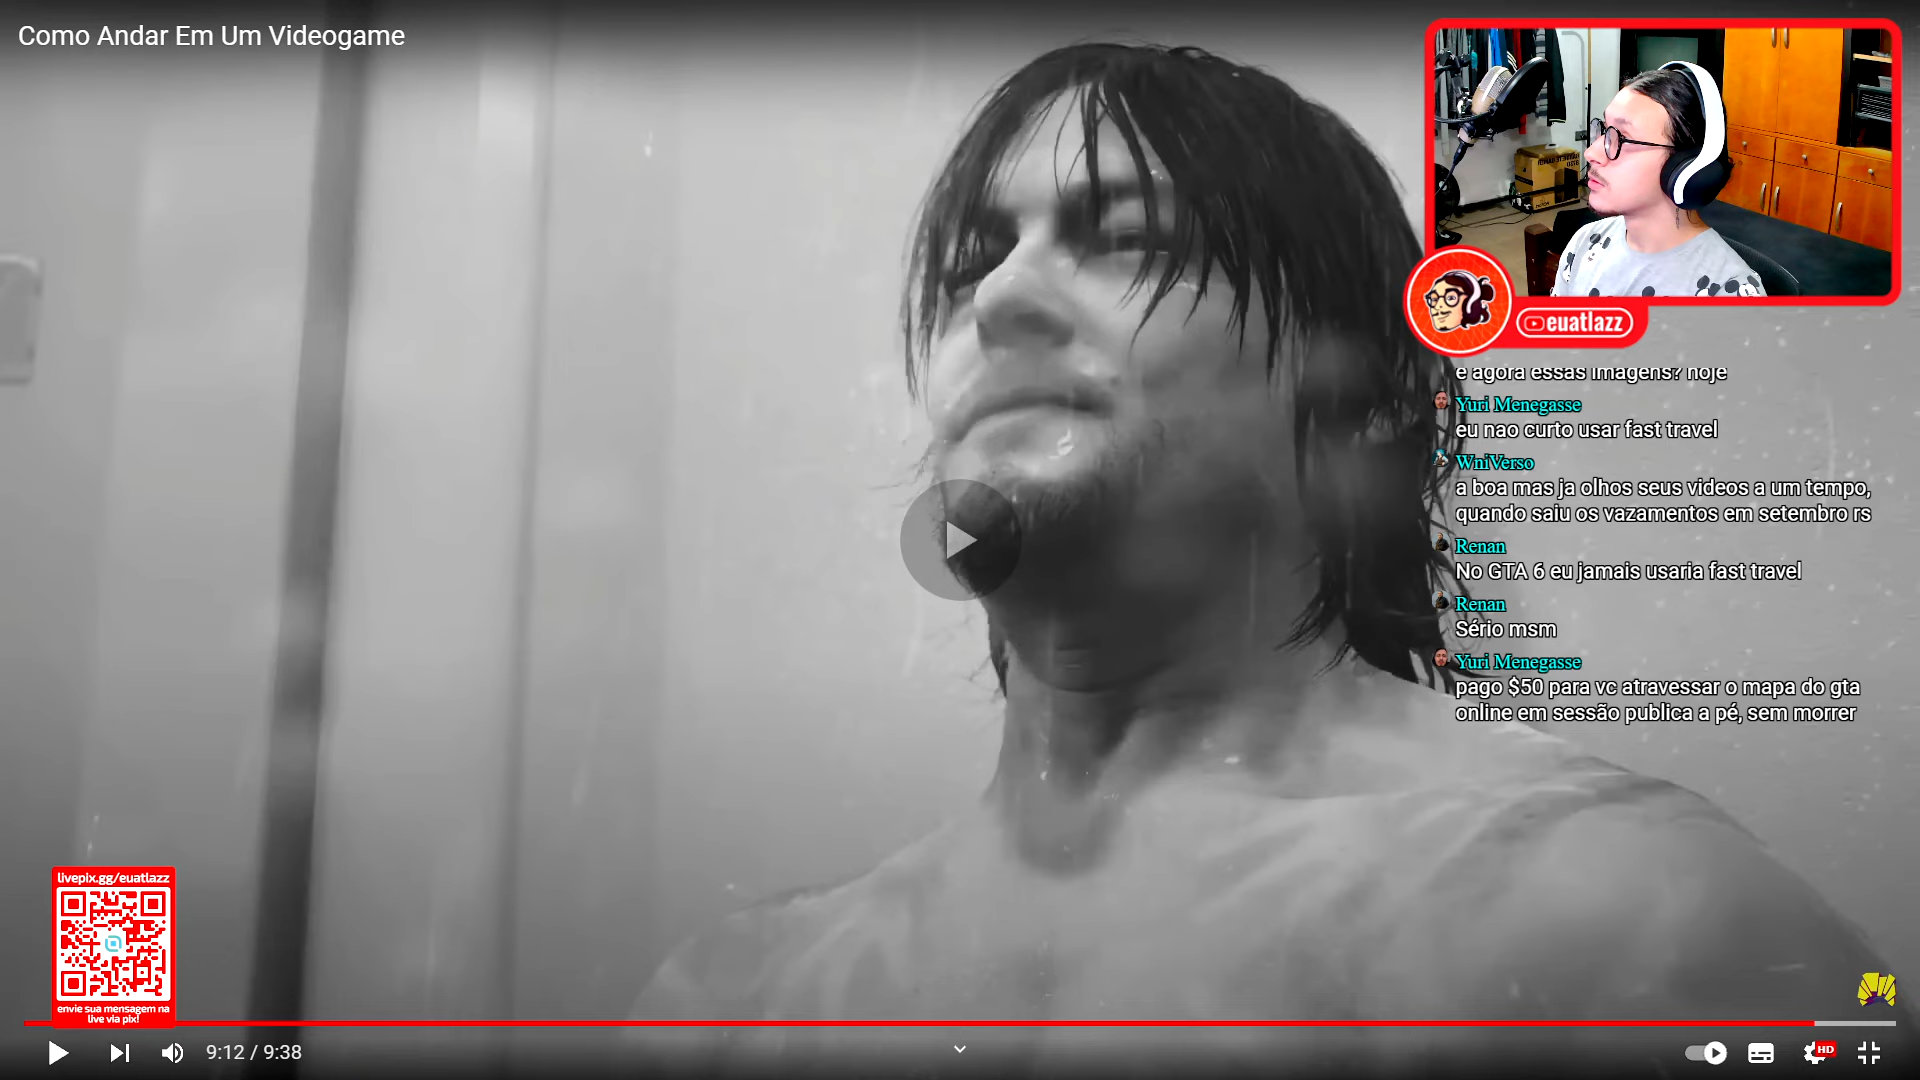 Como Andar Em Um Videogame
euatlazz
e agora essas imagens? hoje
Yuri Menegasse
eu nao curto usar fast travel
WniVerso
a boa mas ja olhos seus videos a um tempo,
quando saiu os vazamentos em setembro rs
Renan
No GTA 6 eu jamais usaria fast travel
Renan
Sério msm
Yuri Menegasse
pago $50 para vc atravessar o mapa do gta
online em sessão publica a pé, sem morrer
livepix.gg/euatlazz
envie sua mensagem na
live via pix!
9:12 / 9:38
HD